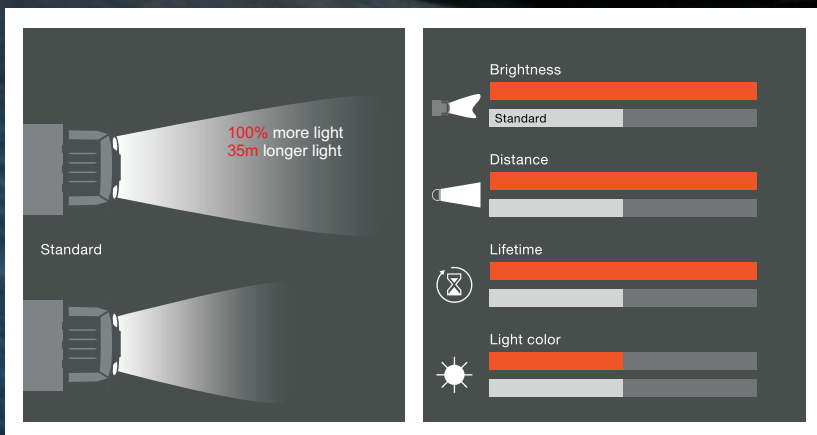 100% more light
35m longer light
Standard
Brightness
Standard
Distance
Lifetime
Light color